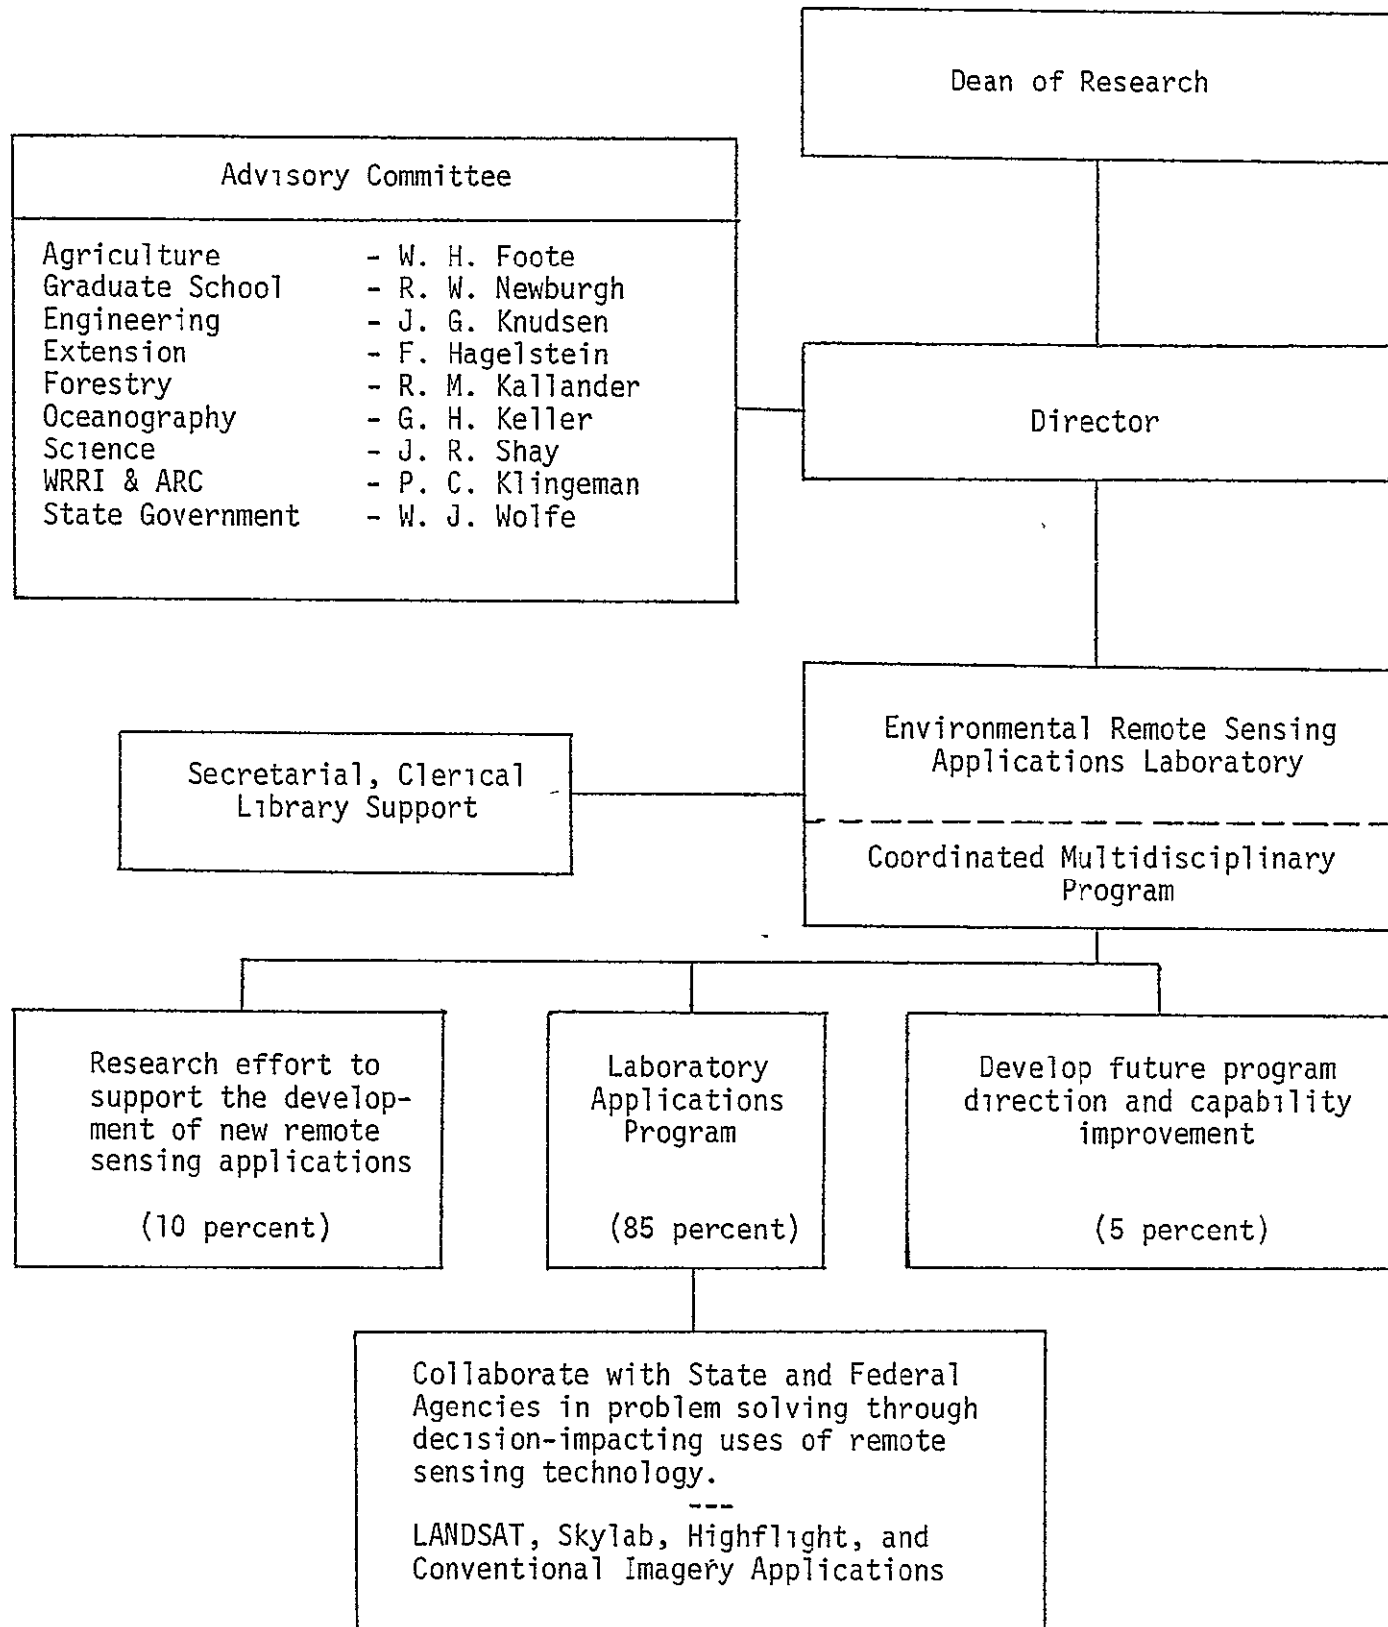 Dean of Research
Advisory Committee
Agriculture - W. H. Foote
Graduate School - R. W. Newburgh
Engineering - J. G. Knudsen
Extension - F. Hagelstein
Forestry - R. M. Kallander
Oceanography - G. H. Keller
Science - J. R. Shay
WRRI & ARC - P. C. Klingeman
State Government - W. J. Wolfe
Director
Environmental Remote Sensing
Applications Laboratory
Coordinated Multidisciplinary
Program
Secretarial, Clerical
Library Support
Research effort to
support the develop-
ment of new remote
sensing applications
(10 percent)
Laboratory
Applications
Program
(85 percent)
Develop future program
direction and capability
improvement
(5 percent)
Collaborate with State and Federal
Agencies in problem solving through
decision-impacting uses of remote
sensing technology.
---
LANDSAT, Skylab, Highflight, and
Conventional Imagery Applications